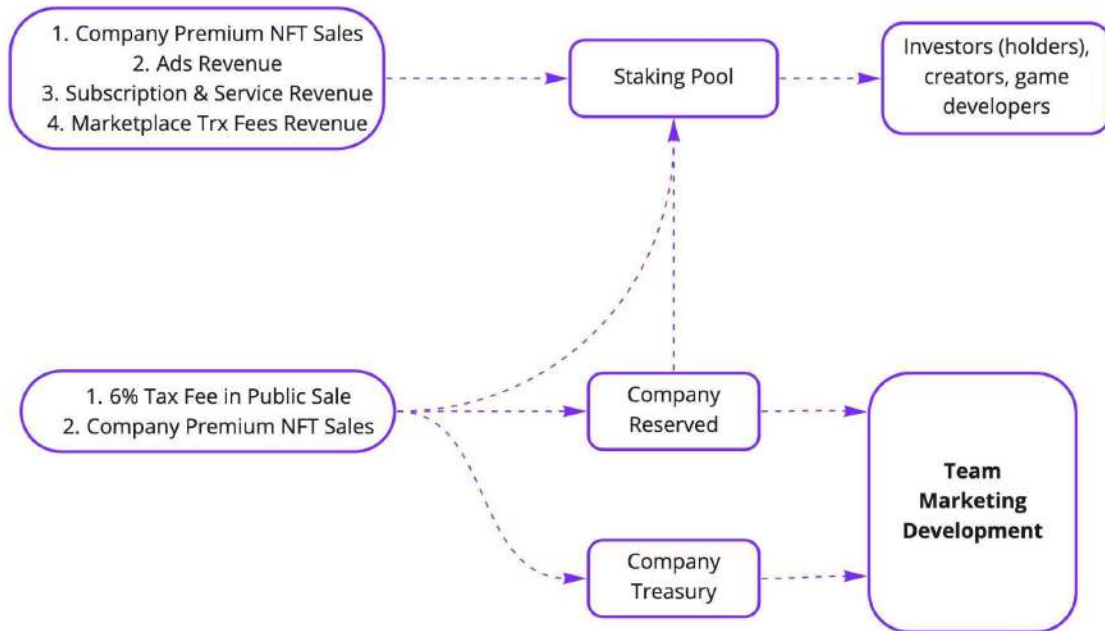 1. Company Premium NFT Sales
2. Ads Revenue
3. Subscription & Service Revenue
4. Marketplace Trx Fees Revenue
Staking Pool
Investors (holders),
creators, game
developers
1. 6% Tax Fee in Public Sale
2. Company Premium NFT Sales
Company
Reserved
Team
Marketing
Development
Company
Treasury